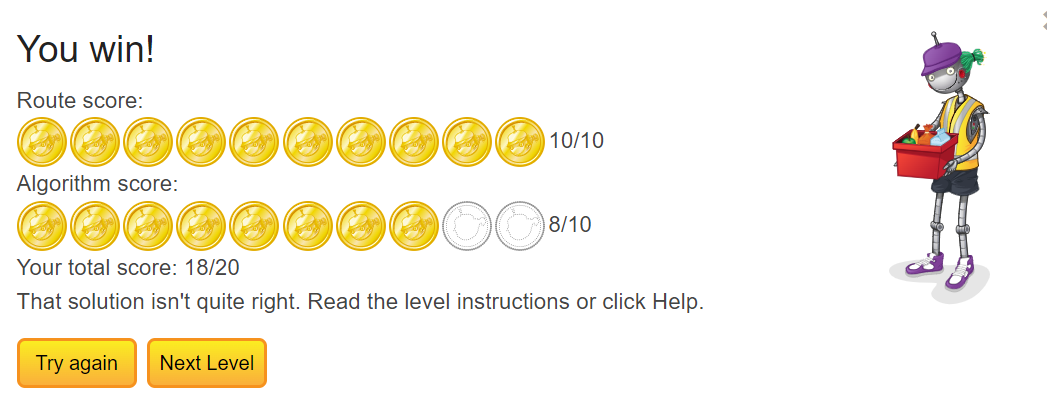 You win!
Route score:
10/10
Algorithm score:
8/10
Your total score: 18/20
That solution isn't quite right. Read the level instructions or click Help.
Try again
Next Level